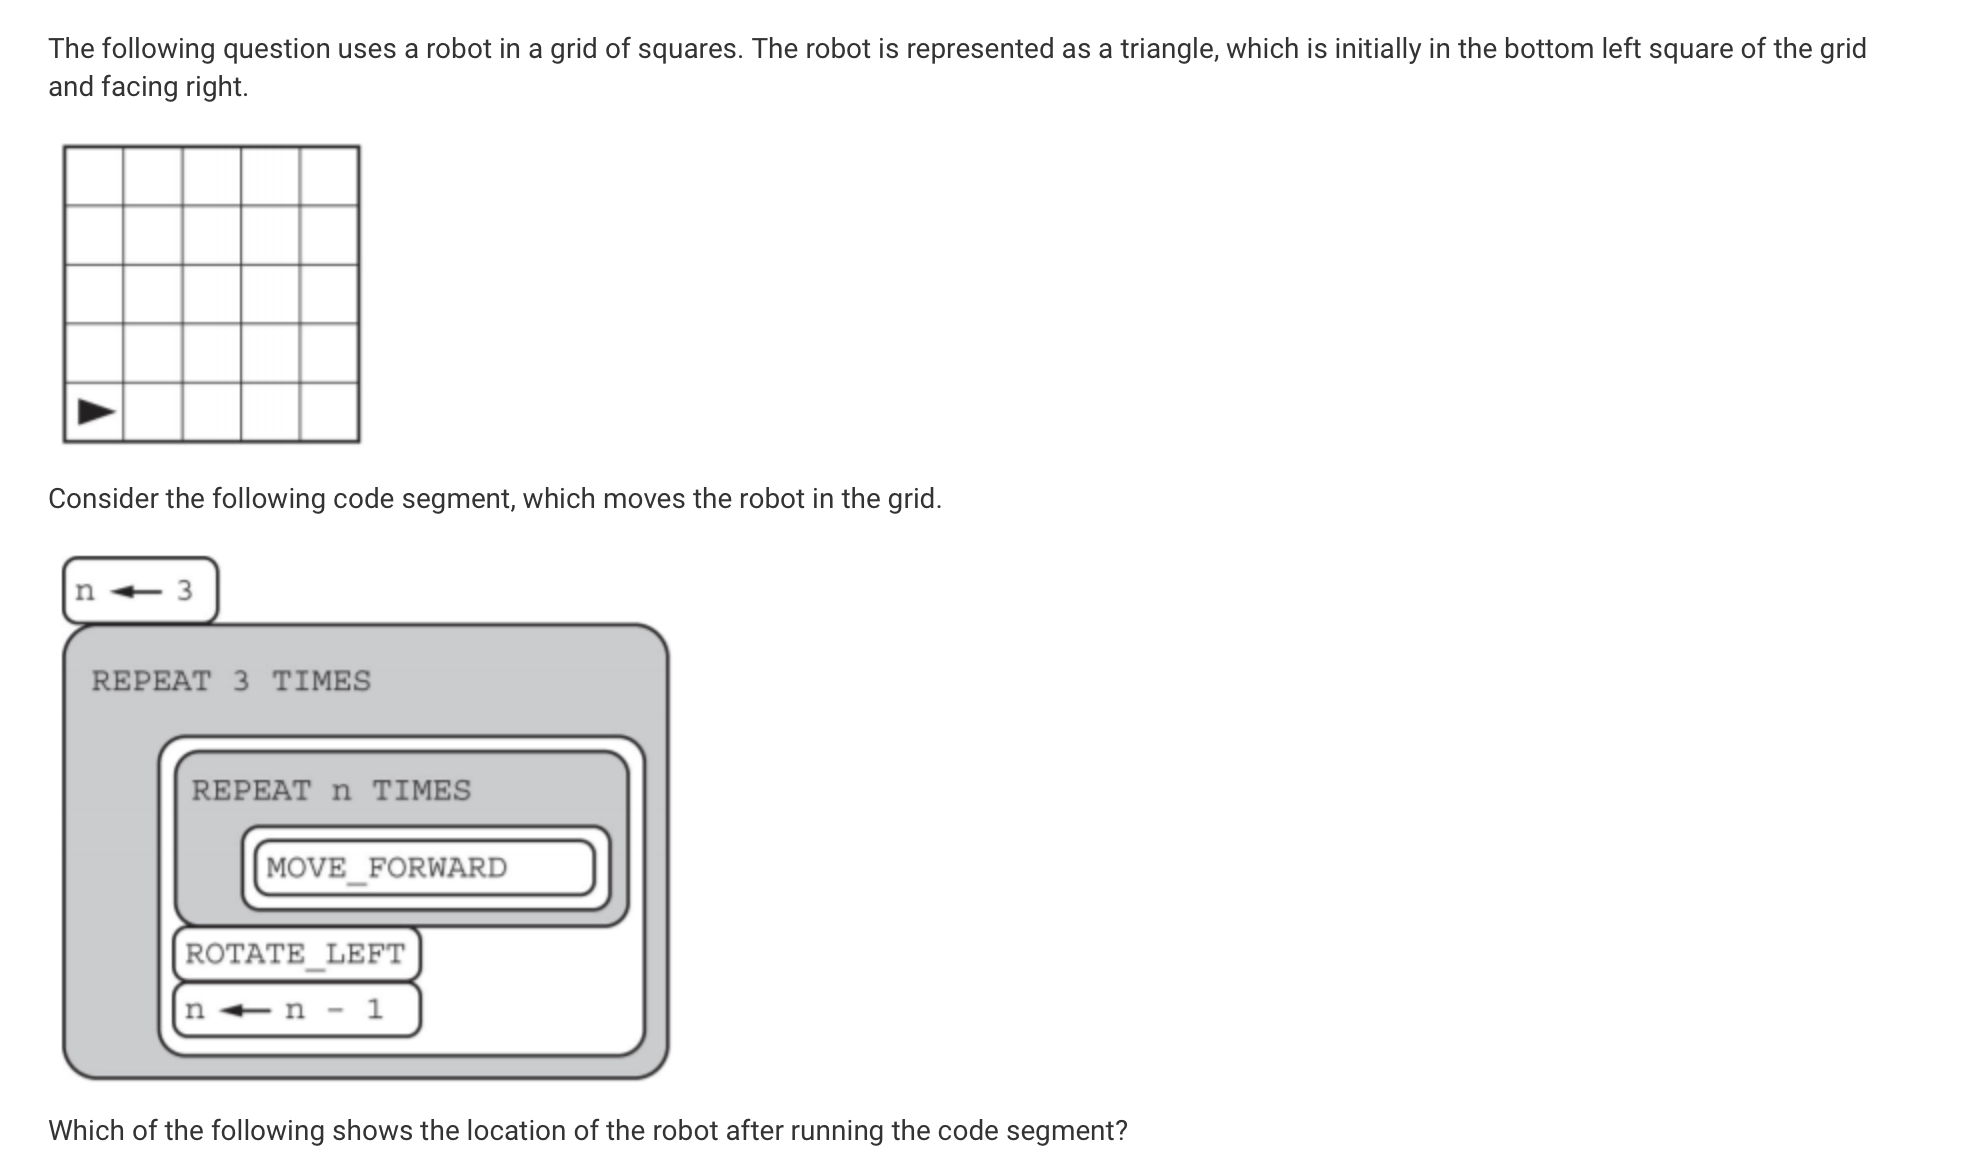 The following question uses a robot in a grid of squares. The robot is represented as a triangle, which is initially in the bottom left square of the grid
and facing right.
Consider the following code segment, which moves the robot in the grid.
n ← 3
REPEAT 3 TIMES
REPEAT n TIMES
MOVE_FORWARD
ROTATE_LEFT
n ← n - 1
Which of the following shows the location of the robot after running the code segment?